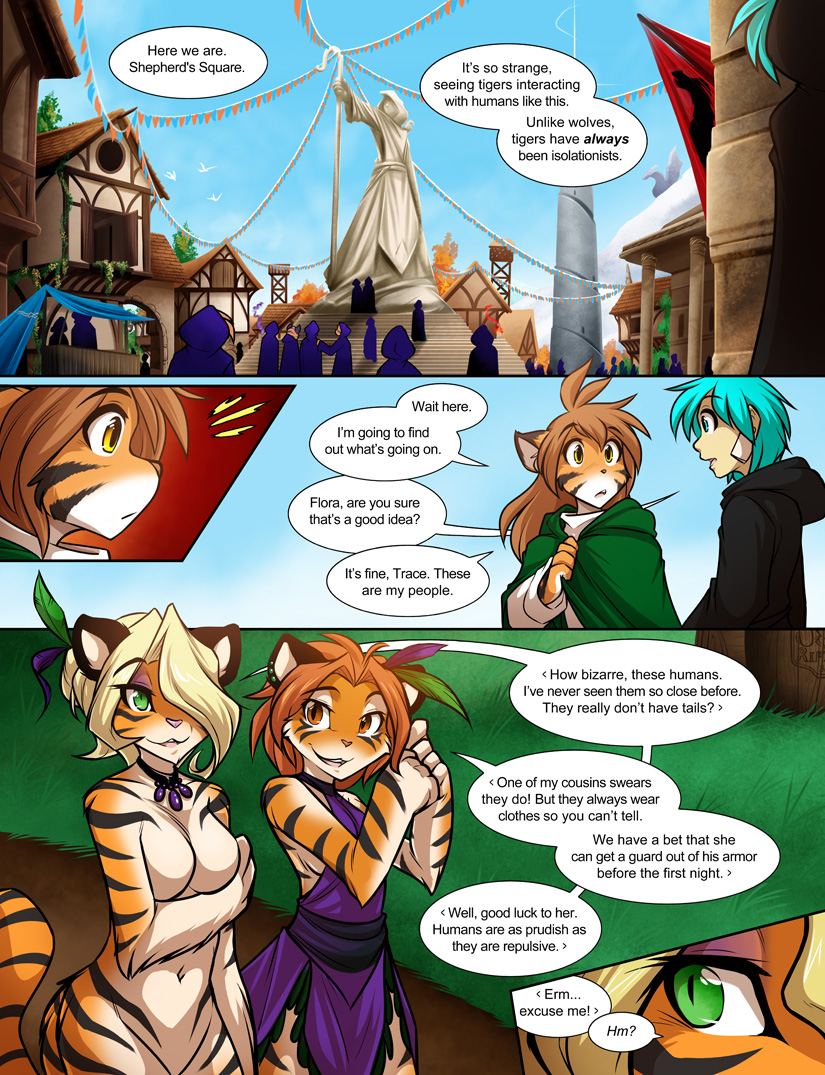 Here we are.
Shepherd's Square.
It's so strange,
seeing tigers interacting
with humans like this.
Unlike wolves,
tigers have always
been isolationists.
Wait here.
I'm going to find
out what's going on.
Flora, are you sure
that's a good idea?
It's fine, Trace. These
are my people.
‹ How bizarre, these humans.
I've never seen them so close before.
They really don't have tails? ›
‹ One of my cousins swears
they do! But they always wear
clothes so you can't tell.
We have a bet that she
can get a guard out of his armor
before the first night. ›
‹ Well, good luck to her.
Humans are as prudish as
they are repulsive. ›
‹ Erm...
excuse me! ›
Hm?